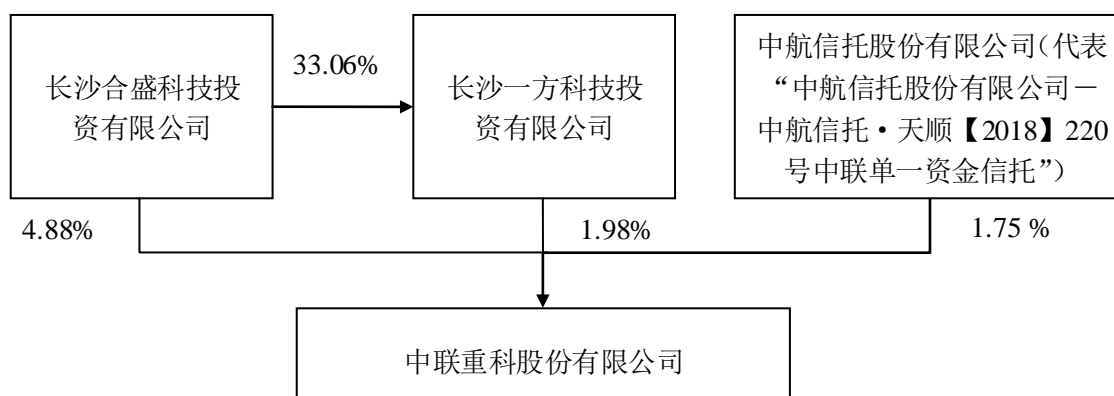 长沙合盛科技投
资有限公司
33.06%
长沙一方科技投
资有限公司
中航信托股份有限公司（代表
“中航信托股份有限公司－
中航信托·天顺【2018】220
号中联单一资金信托”）
4.88%
1.98%
1.75 %
中联重科股份有限公司